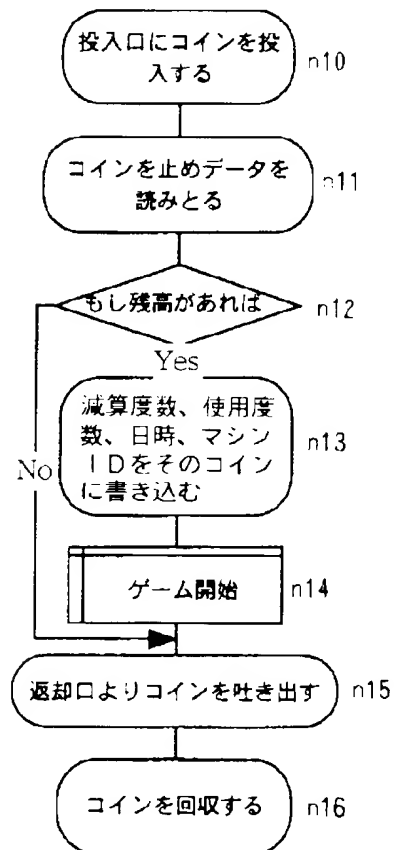 投入口にコインを投
入する
n10
コインを止めデータを
読みとる
n11
もし残高があれば
n12
Yes
減算度数、使用度
数、日時、マシン
IDをそのコイン
に書き込む
n13
No
ゲーム開始
n14
返却口よりコインを吐き出す
n15
コインを回収する
n16